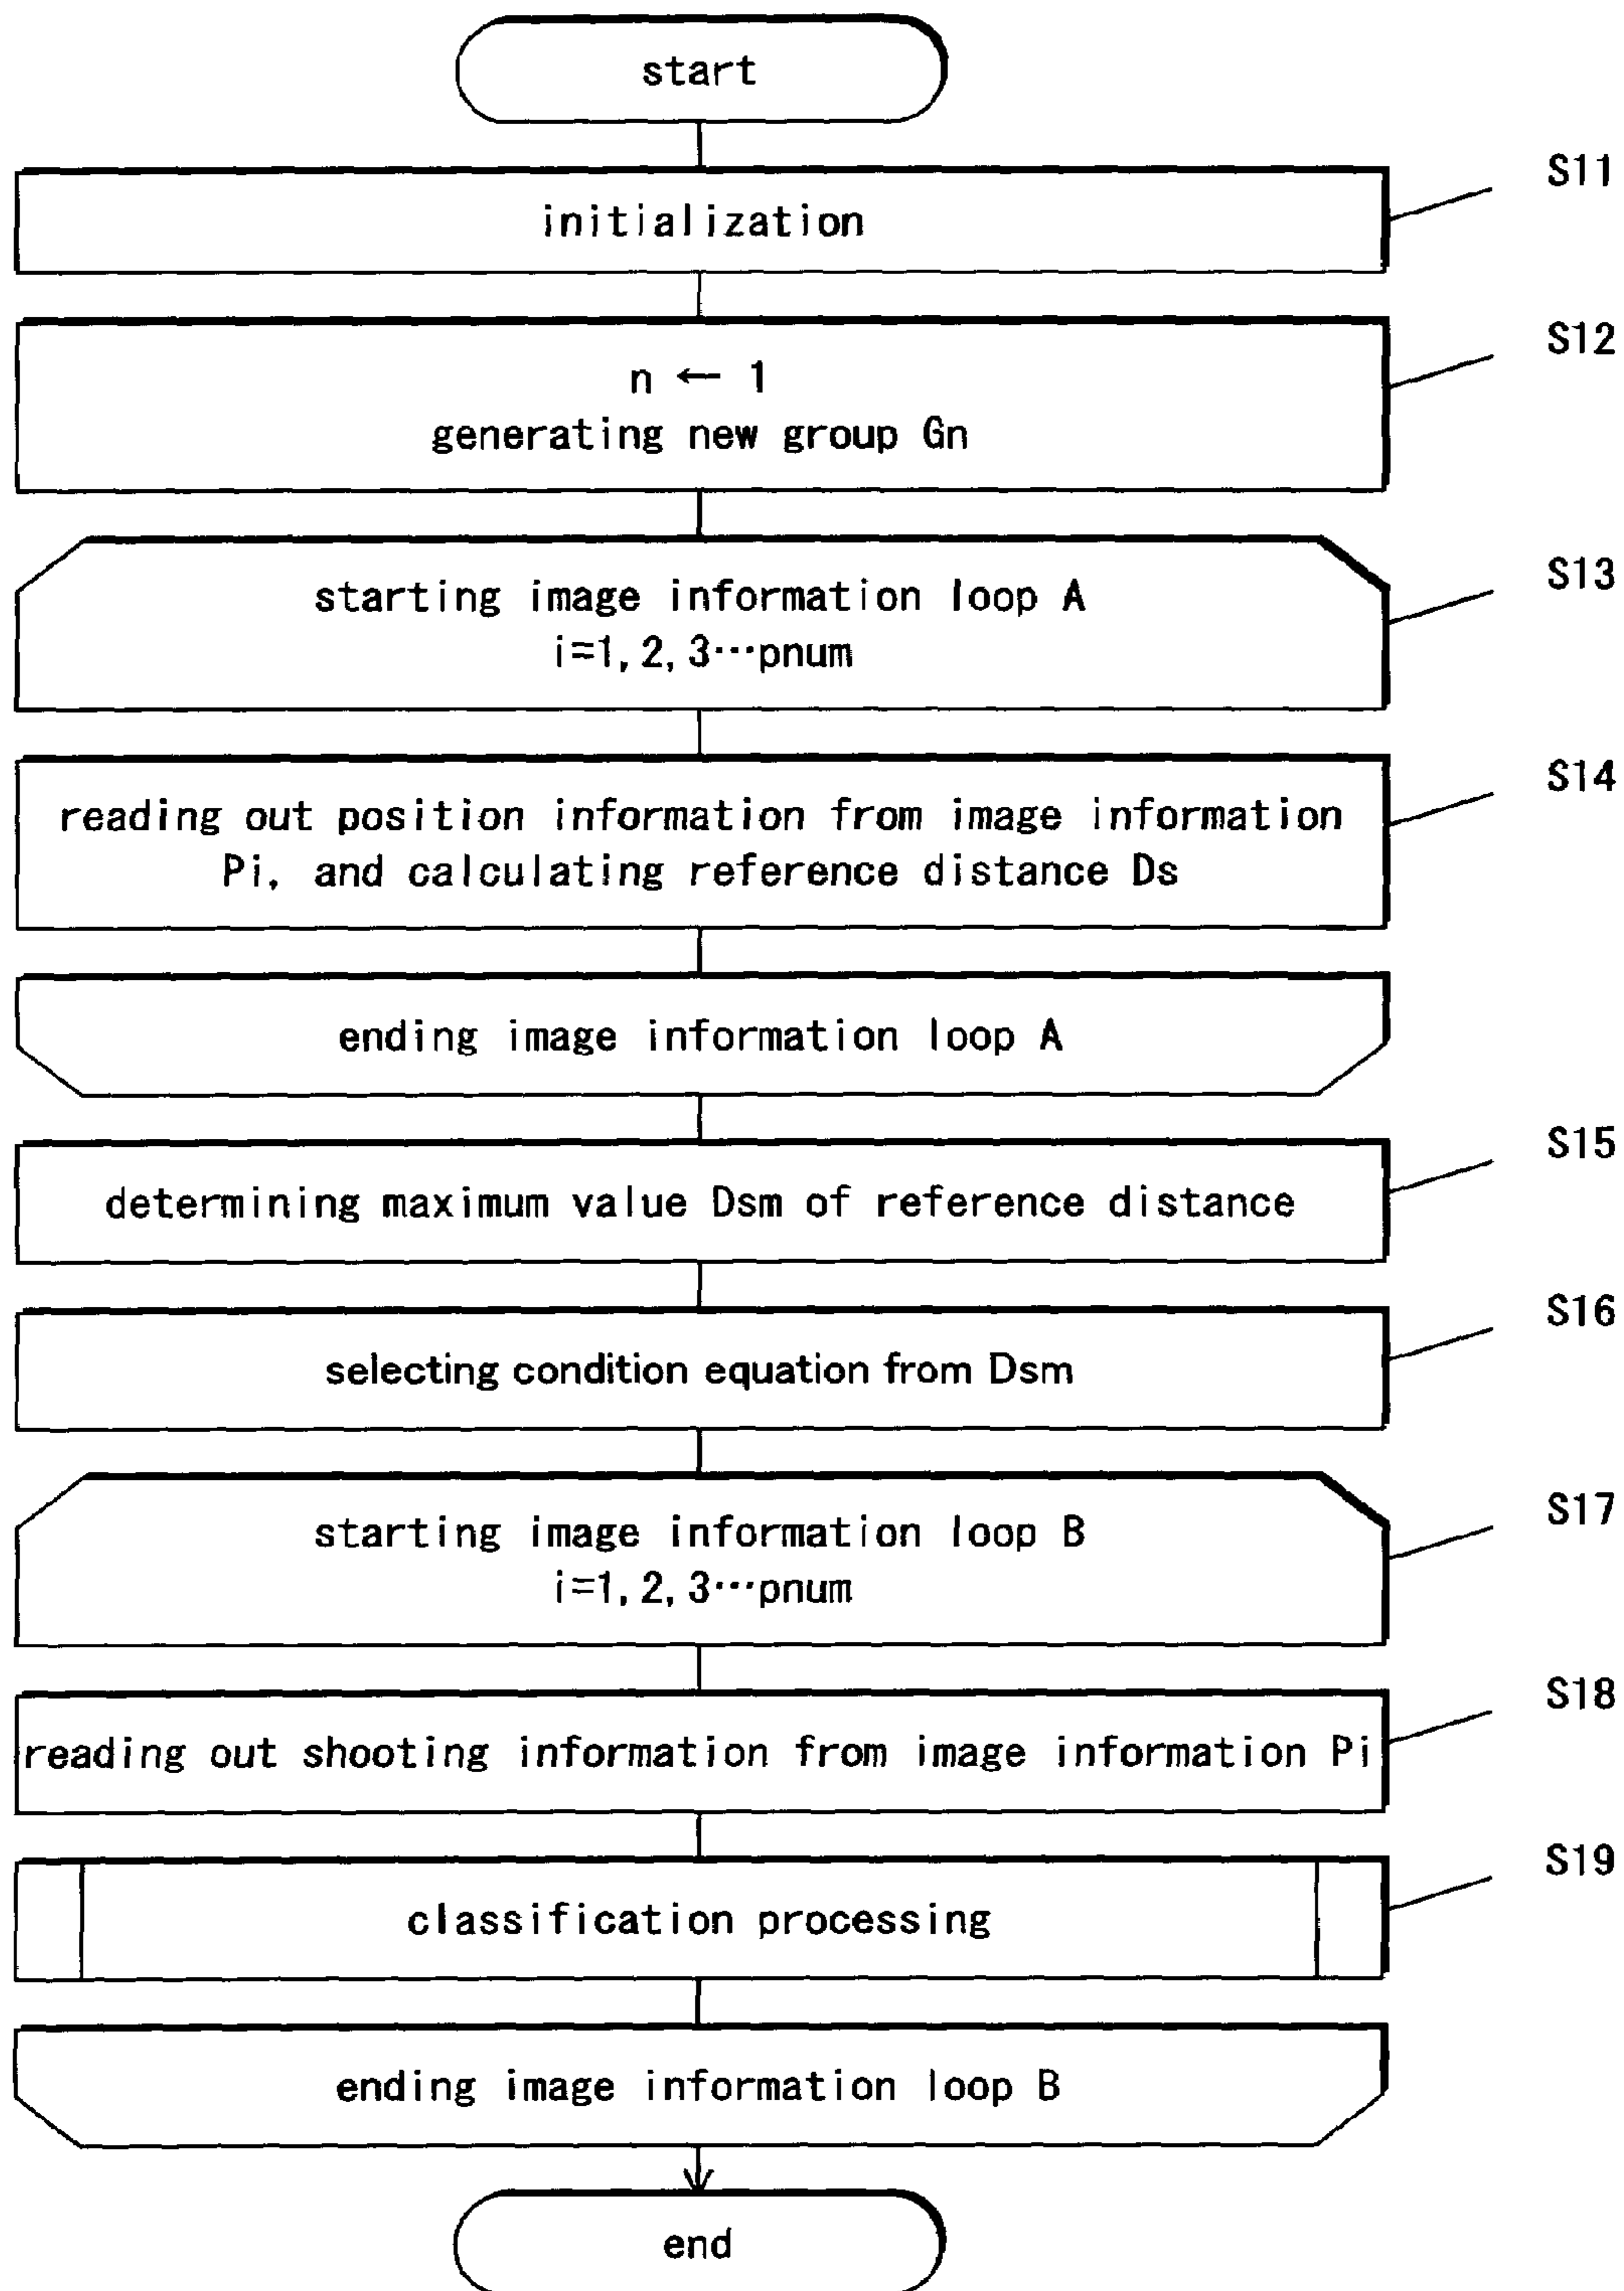 start
S11
initialization
S12
n ← 1
generating new group Gn
S13
starting image information loop A
i=1, 2, 3···pnum
S14
reading out position information from image information
Pi, and calculating reference distance Ds
ending image information loop A
S15
determining maximum value Dsm of reference distance
S16
selecting condition equation from Dsm
S17
starting image information loop B
i=1, 2, 3···pnum
S18
reading out shooting information from image information Pi
S19
classification processing
ending image information loop B
end